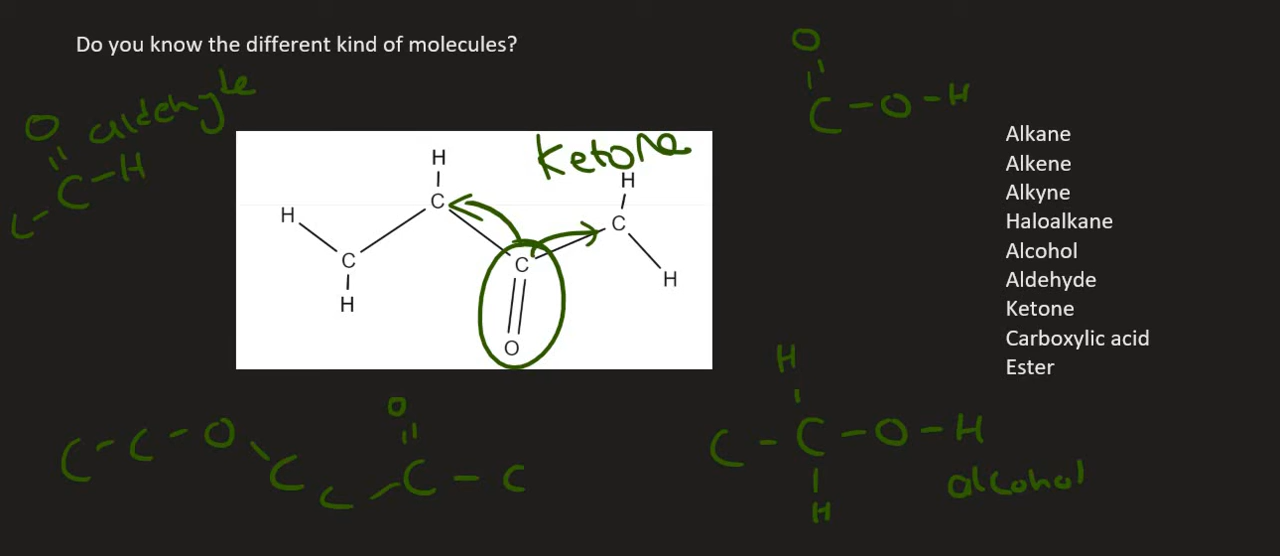 Do you know the different kind of molecules?
O
aldehyle
C - H
C
O
C - O - H
Ketone
H
H
H
C
C
C
C
H
H
O
Alkane
Alkene
Alkyne
Haloalkane
Alcohol
Aldehyde
Ketone
Carboxylic acid
Ester
C - C - O
C
O
C - C - C
H
C - C - O - H
H
alcohol